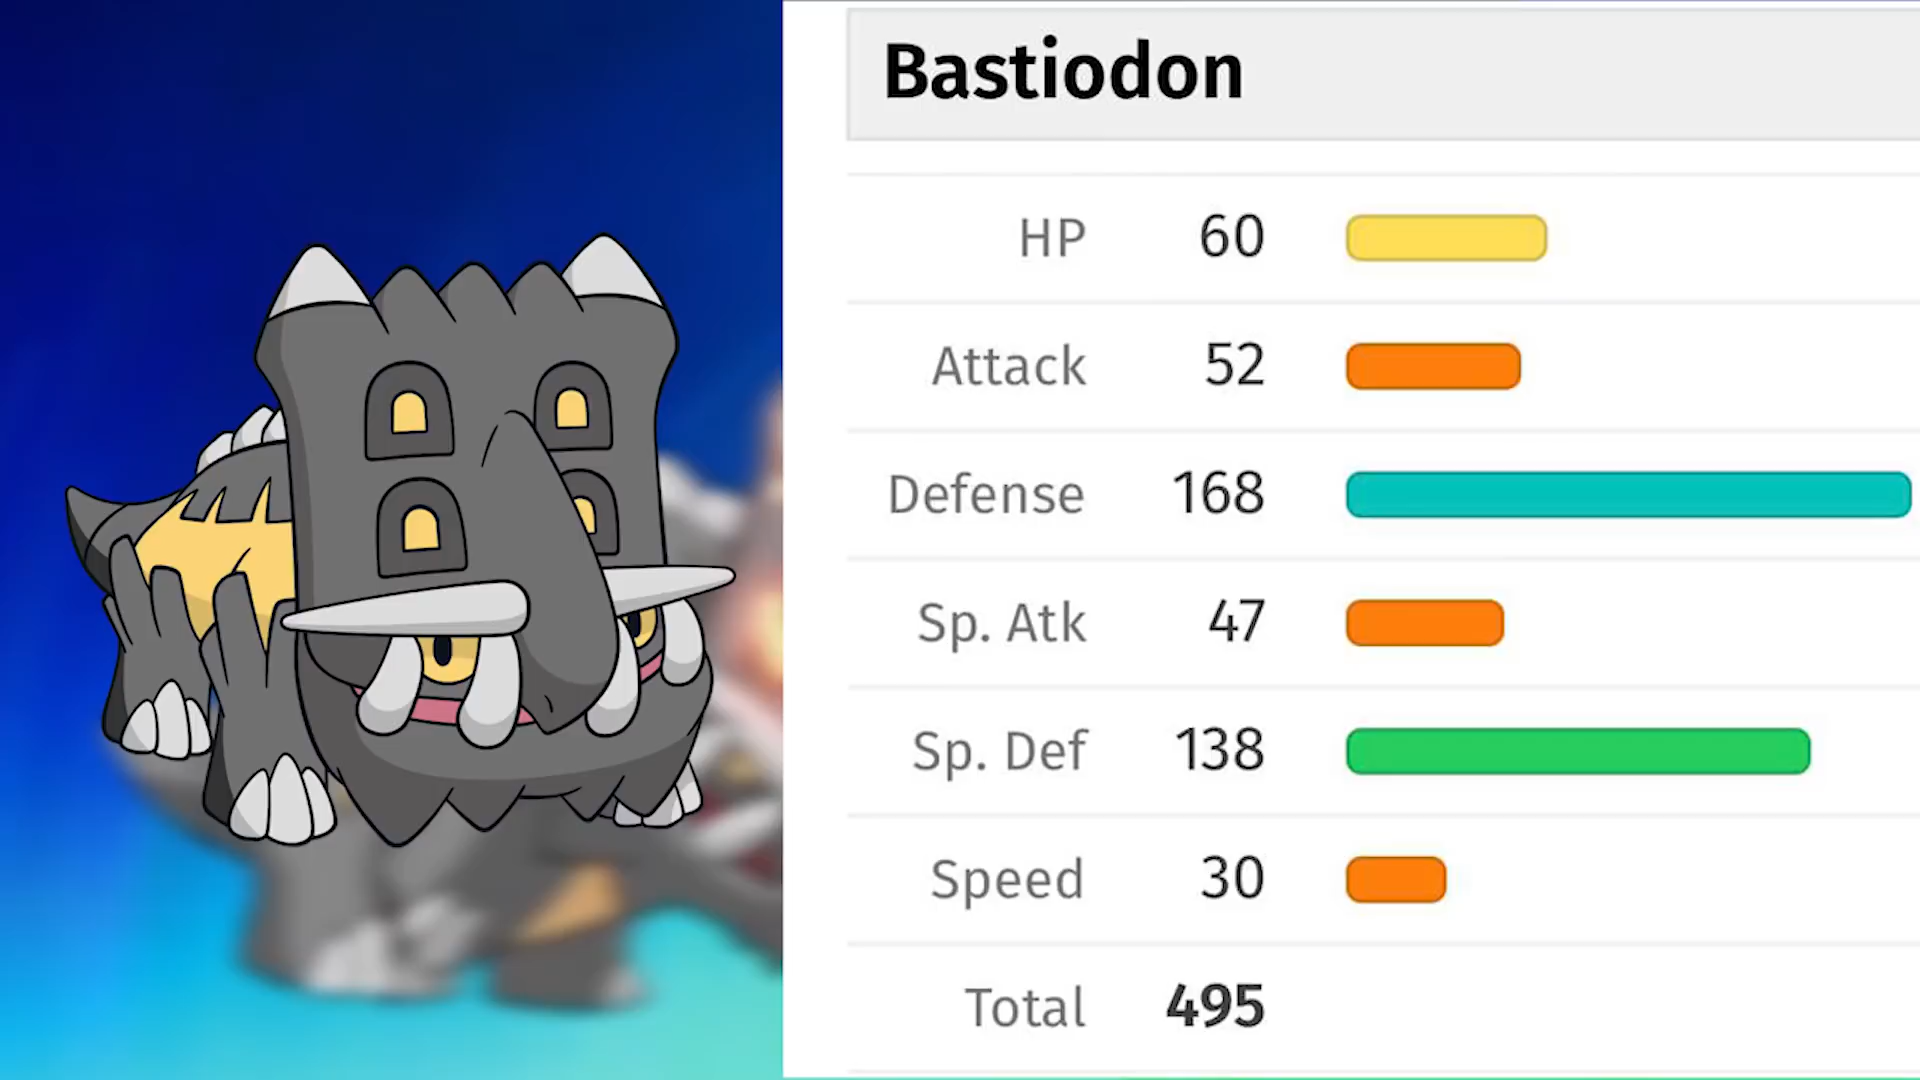 Bastiodon
HP 60
Attack 52
Defense 168
Sp. Atk 47
Sp. Def 138
Speed 30
Total 495